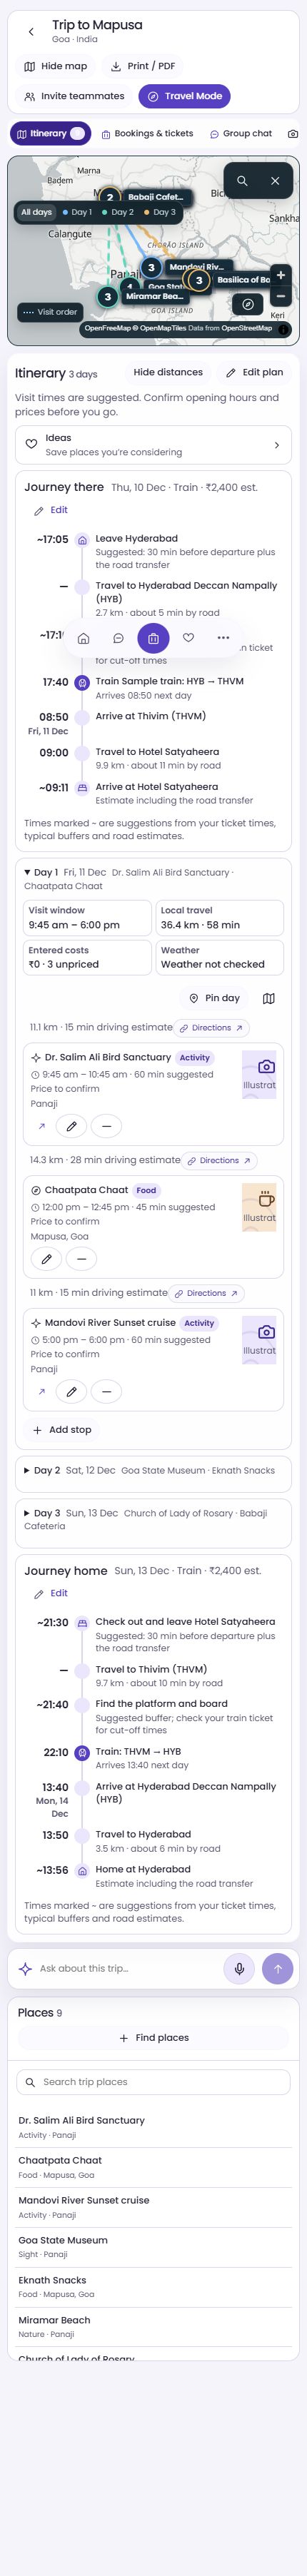 Trip to Mapusa
Goa · India
Hide map
Print / PDF
Invite teammates
Travel Mode
Itinerary
Bookings & tickets
Group chat
Marna
Badem
2
Babaji Cafet...
All days
Day 1
Day 2
Day 3
Sankha
Calangute
CHORÃO ISLAND
3
Mandovi Riv...
3
Basilica of Bo
3
Miramar Bea...
GOA ISLAND
Keri
Visit order
OpenFreeMap © OpenMapTiles Data from OpenStreetMap
Itinerary 3 days
Hide distances
Edit plan
Visit times are suggested. Confirm opening hours and
prices before you go.
Ideas
Save places you're considering
Journey there Thu, 10 Dec · Train · ₹2,400 est.
Edit
~17:05
Leave Hyderabad
Suggested: 30 min before departure plus
the road transfer
—
Travel to Hyderabad Deccan Nampally
(HYB)
2.7 km · about 5 min by road
ticket
for cut-off times
17:40
Train Sample train: HYB → THVM
Arrives 08:50 next day
08:50
Fri, 11 Dec
Arrive at Thivim (THVM)
09:00
Travel to Hotel Satyaheera
9.9 km · about 11 min by road
~09:11
Arrive at Hotel Satyaheera
Estimate including the road transfer
Times marked ~ are suggestions from your ticket times,
typical buffers and road estimates.
Day 1 Fri, 11 Dec Dr. Salim Ali Bird Sanctuary ·
Chaatpata Chaat
Visit window
9:45 am – 6:00 pm
Local travel
36.4 km · 58 min
Entered costs
₹0 · 3 unpriced
Weather
Weather not checked
Pin day
11.1 km · 15 min driving estimate
Directions
Dr. Salim Ali Bird Sanctuary Activity
9:45 am – 10:45 am · 60 min suggested
Price to confirm
Panaji
Illustrat
14.3 km · 28 min driving estimate
Directions
Chaatpata Chaat Food
12:00 pm – 12:45 pm · 45 min suggested
Price to confirm
Mapusa, Goa
Illustrat
11 km · 15 min driving estimate
Directions
Mandovi River Sunset cruise Activity
5:00 pm – 6:00 pm · 60 min suggested
Price to confirm
Panaji
Illustrat
Add stop
Day 2 Sat, 12 Dec Goa State Museum · Eknath Snacks
Day 3 Sun, 13 Dec Church of Lady of Rosary · Babaji
Cafeteria
Journey home Sun, 13 Dec · Train · ₹2,400 est.
Edit
~21:30
Check out and leave Hotel Satyaheera
Suggested: 30 min before departure plus
the road transfer
—
Travel to Thivim (THVM)
9.7 km · about 10 min by road
~21:40
Find the platform and board
Suggested buffer; check your train ticket
for cut-off times
22:10
Train: THVM → HYB
Arrives 13:40 next day
13:40
Mon, 14
Dec
Arrive at Hyderabad Deccan Nampally
(HYB)
13:50
Travel to Hyderabad
3.5 km · about 6 min by road
~13:56
Home at Hyderabad
Estimate including the road transfer
Times marked ~ are suggestions from your ticket times,
typical buffers and road estimates.
Ask about this trip...
Places 9
Find places
Search trip places
Dr. Salim Ali Bird Sanctuary
Activity · Panaji
Chaatpata Chaat
Food · Mapusa, Goa
Mandovi River Sunset cruise
Activity · Panaji
Goa State Museum
Sight · Panaji
Eknath Snacks
Food · Mapusa, Goa
Miramar Beach
Nature · Panaji
Church of Lady of Rosary